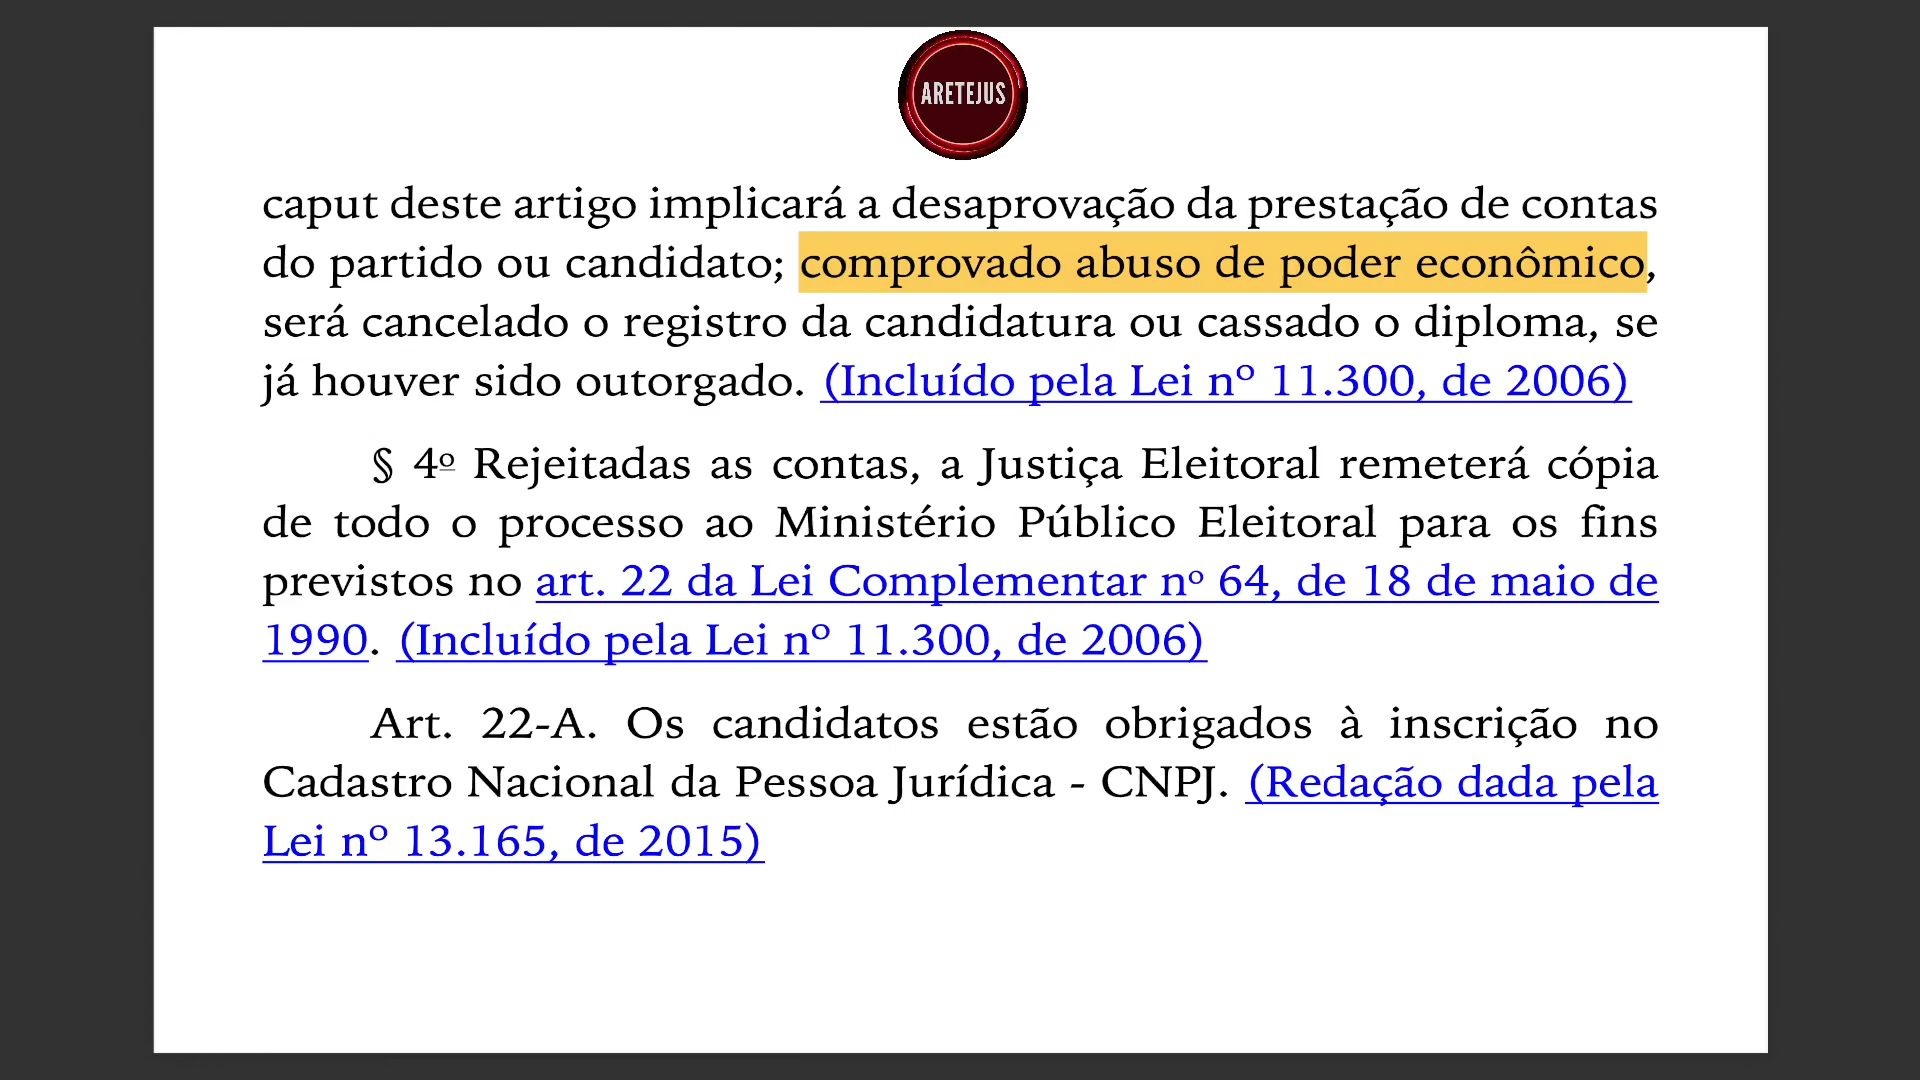 ARETEJUS
caput deste artigo implicará a desaprovação da prestação de contas
do partido ou candidato; comprovado abuso de poder econômico,
será cancelado o registro da candidatura ou cassado o diploma, se
já houver sido outorgado. (Incluído pela Lei nº 11.300, de 2006)
§ 4º Rejeitadas as contas, a Justiça Eleitoral remeterá cópia
de todo o processo ao Ministério Público Eleitoral para os fins
previstos no art. 22 da Lei Complementar nº 64, de 18 de maio de
1990. (Incluído pela Lei nº 11.300, de 2006)
Art. 22-A. Os candidatos estão obrigados à inscrição no
Cadastro Nacional da Pessoa Jurídica - CNPJ. (Redação dada pela
Lei nº 13.165, de 2015)